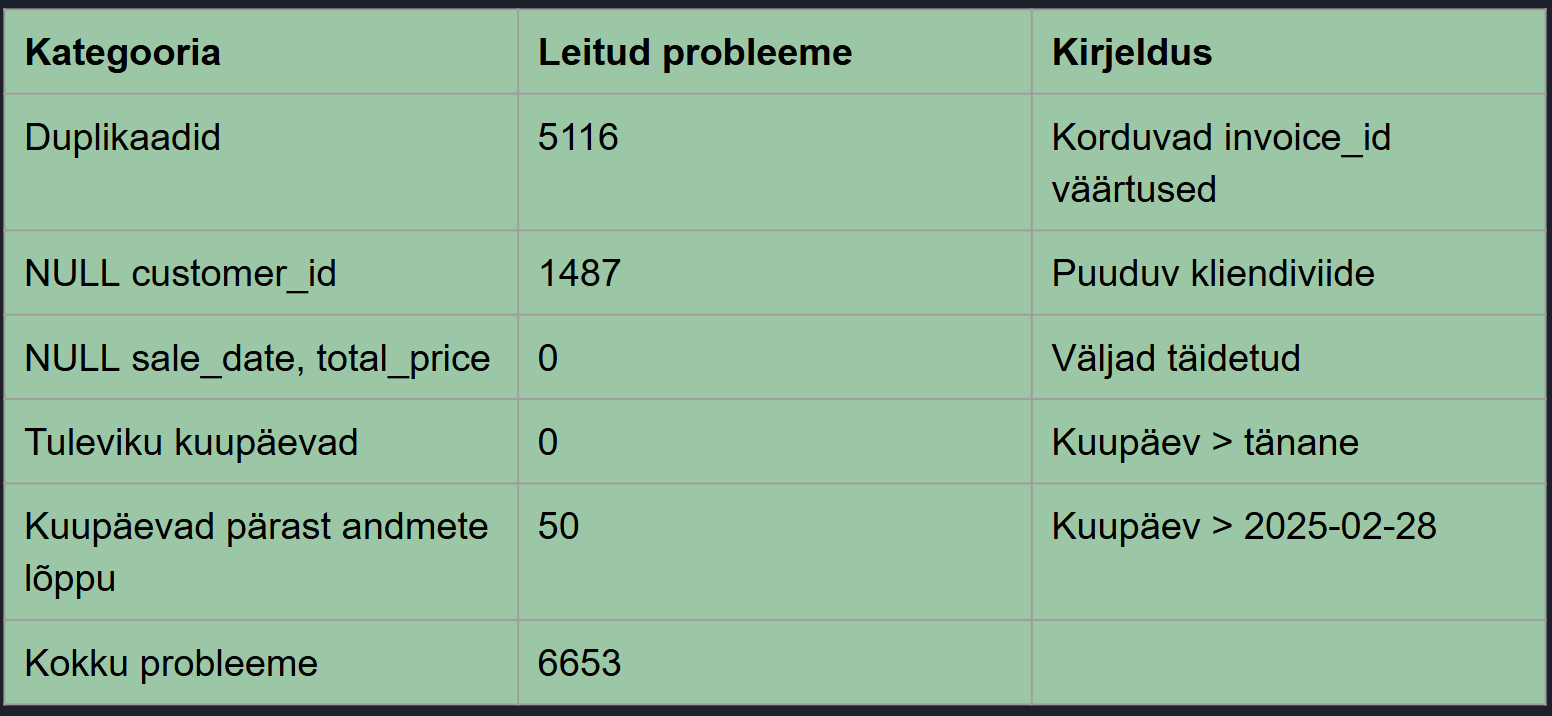 Kategooria Leitud probleeme Kirjeldus
Duplikaadid 5116 Korduvad invoice_id
väärtused
NULL customer_id 1487 Puuduv kliendiviide
NULL sale_date, total_price 0 Väljad täidetud
Tuleviku kuupäevad 0 Kuupäev > tänane
Kuupäevad pärast andmete 50 Kuupäev > 2025-02-28
lõppu
Kokku probleeme 6653